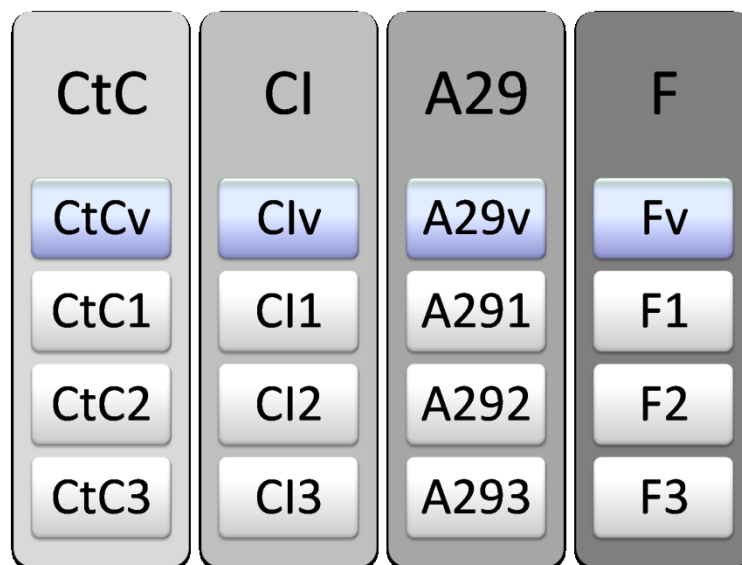 CtC
CtCv
CtC1
CtC2
CtC3
CI
CIv
CI1
CI2
CI3
A29
A29v
A291
A292
A293
F
Fv
F1
F2
F3